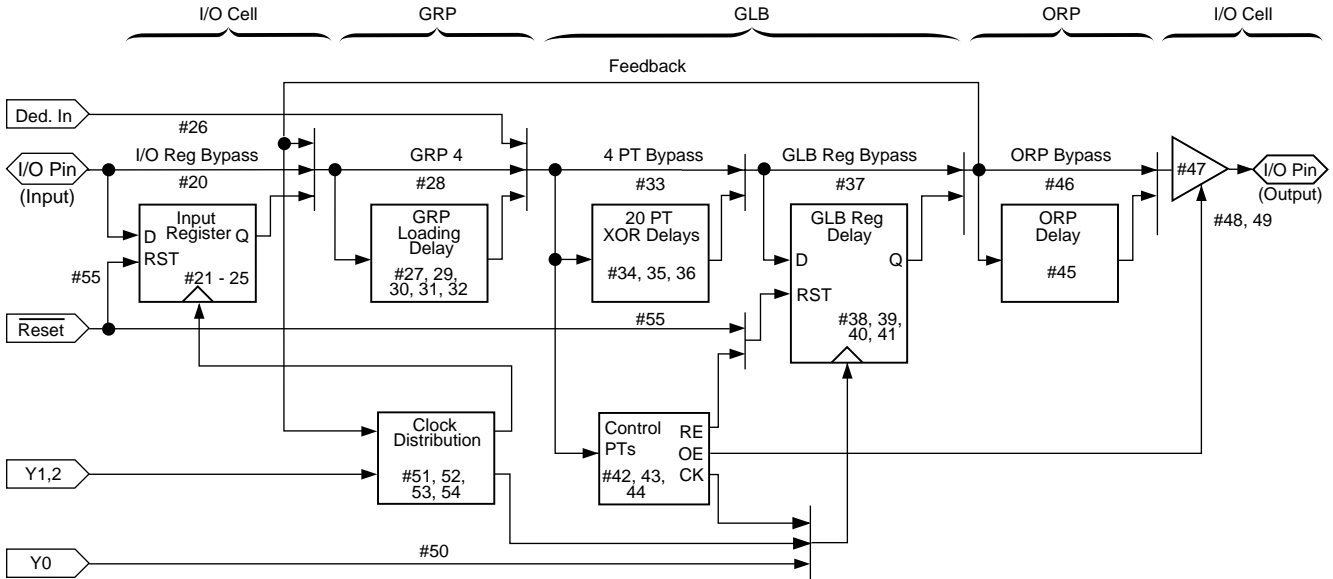 I/O Cell
GRP
GLB
ORP
I/O Cell
Feedback
Ded. In
#26
I/O Pin
(Input)
I/O Reg Bypass
#20
GRP 4
#28
4 PT Bypass
#33
GLB Reg Bypass
#37
ORP Bypass
#46
#47
I/O Pin
(Output)
#48, 49
Input
Register
D
Q
RST
#21 - 25
#55
GRP
Loading
Delay
#27, 29,
30, 31, 32
20 PT
XOR Delays
#34, 35, 36
GLB Reg
Delay
D
Q
RST
#38, 39,
40, 41
ORP
Delay
#45
Reset
#55
Clock
Distribution
#51, 52,
53, 54
Control
PTs
RE
OE
CK
#42, 43,
44
Y1,2
Y0
#50